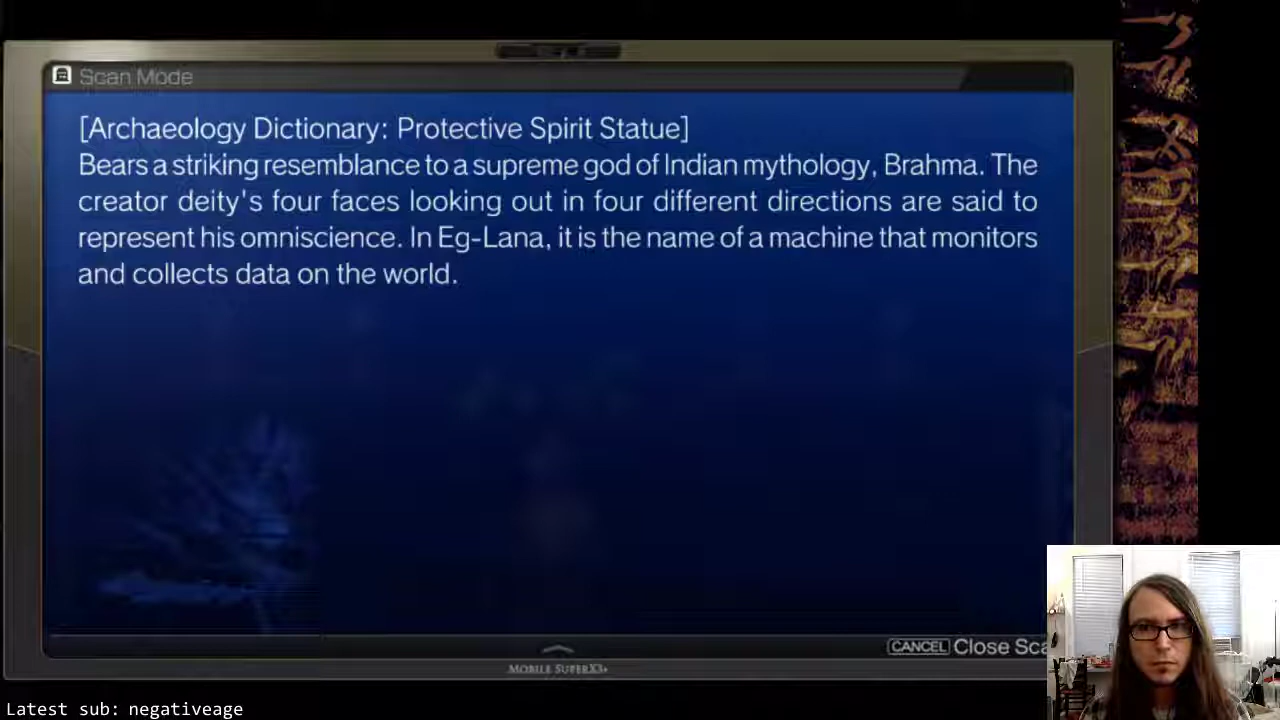 Scan Mode
[Archaeology Dictionary: Protective Spirit Statue]
Bears a striking resemblance to a supreme god of Indian mythology, Brahma. The
creator deity's four faces looking out in four different directions are said to
represent his omniscience. In Eg-Lana, it is the name of a machine that monitors
and collects data on the world.
CANCEL Close Sca
MOBILE SUPERX3+
Latest sub: negativeage